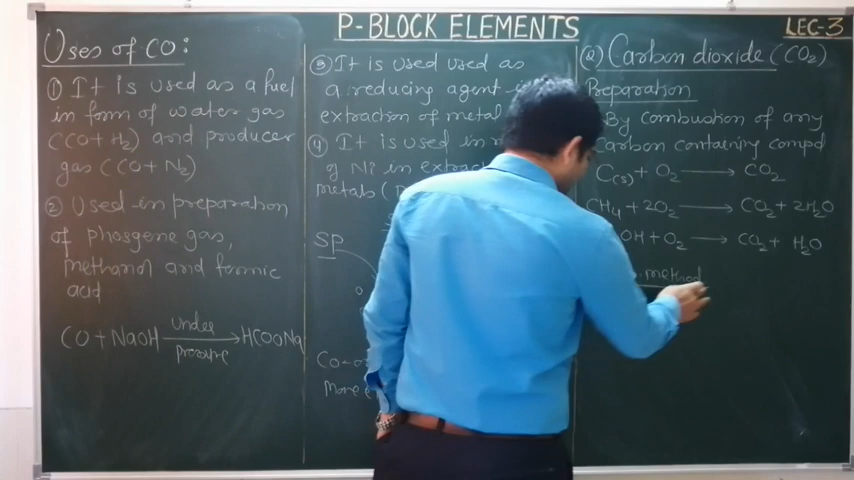 P-BLOCK ELEMENTS
LEC-3
Uses of CO:
① It is used as a fuel
in form of water gas
(CO+H2) and producer
gas (CO+N2)
② Used in preparation
of phosgene gas,
methanol and formic
acid
CO + NaOH under pressure → HCOONa
③ It is used used as
a reducing agent
extraction of metal
④ It is used in
of Ni in
metals (
SP
CO
More
② Carbon dioxide (CO2)
Preparation
By combustion of any
Carbon containing compd
C(s) + O2 → CO2
CH4 + 2O2 → CO2 + 2H2O
OH + O2 → CO2 + H2O
method